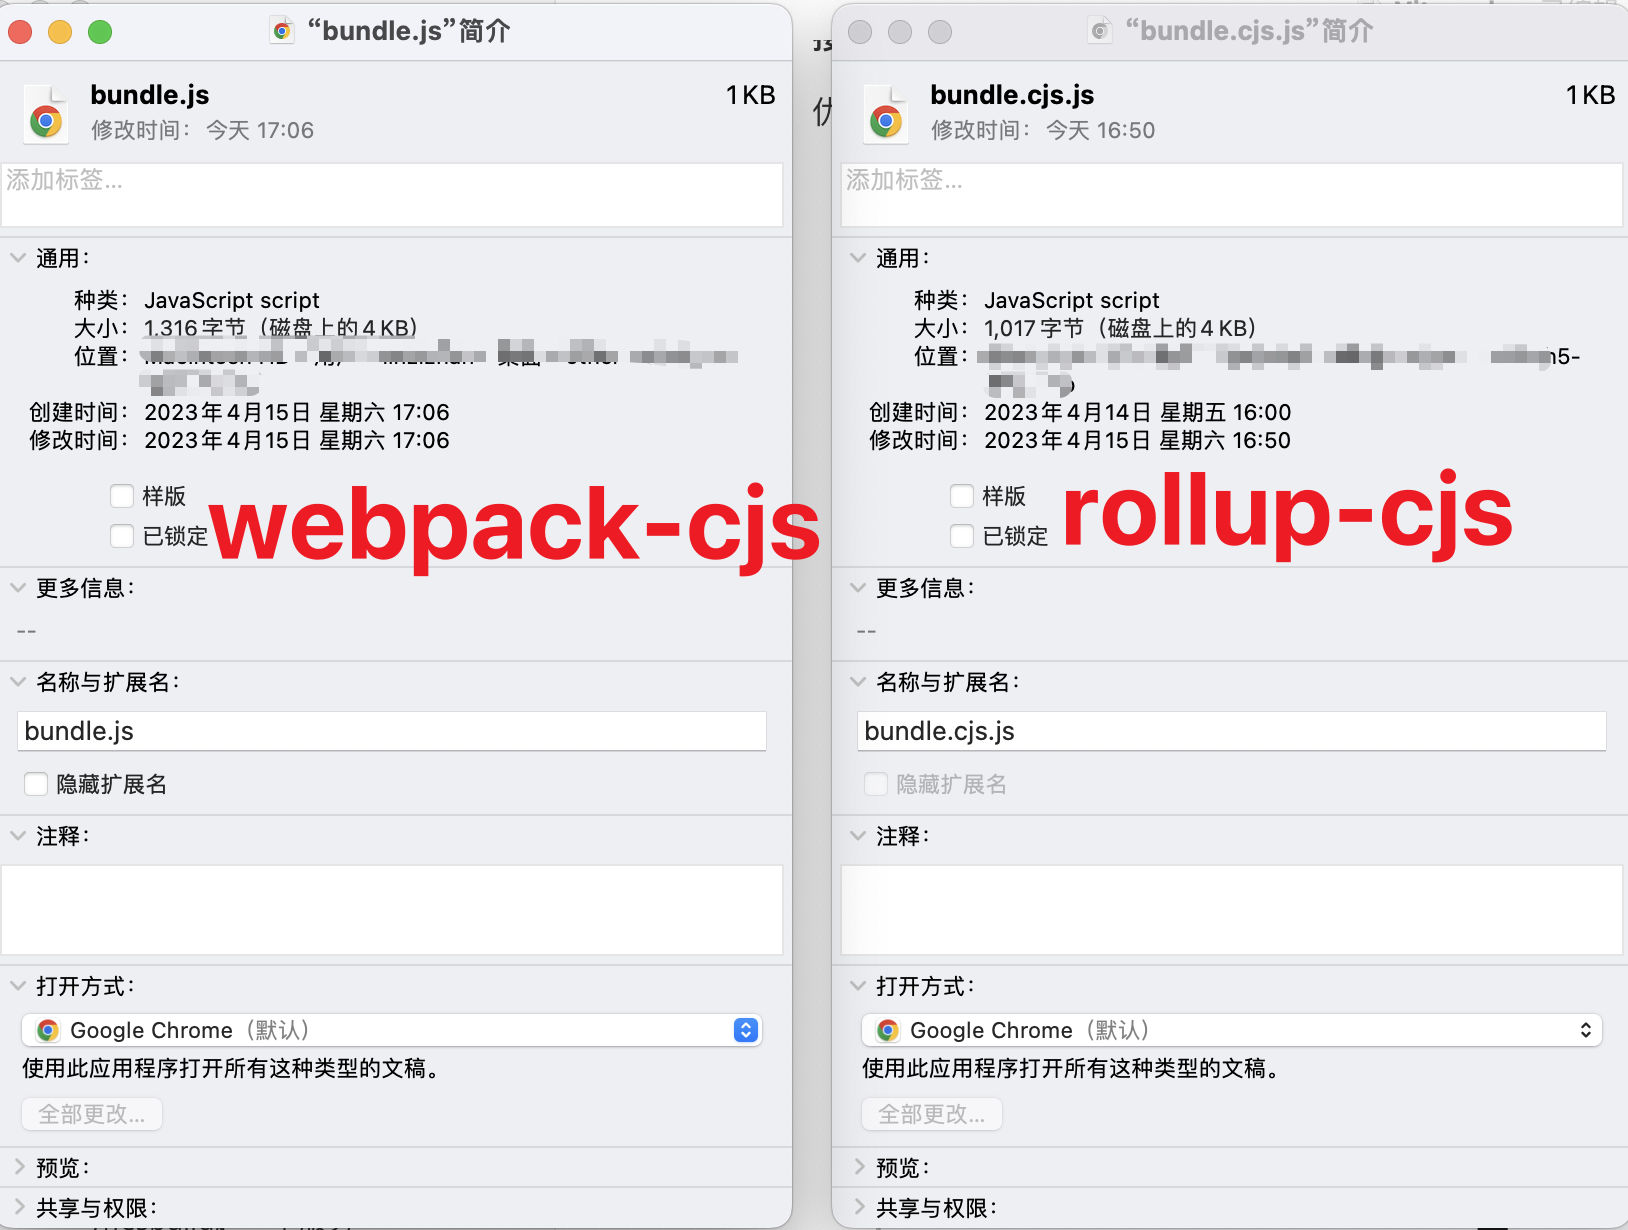 “bundle.js”简介
bundle.js
1 KB
修改时间：今天 17:06
添加标签...
通用：
种类：JavaScript script
大小：1,316 字节（磁盘上的 4 KB）
位置：
创建时间：2023年4月15日 星期六 17:06
修改时间：2023年4月15日 星期六 17:06
样版
已锁定
webpack-cjs
更多信息：
--
名称与扩展名：
bundle.js
隐藏扩展名
注释：
打开方式：
Google Chrome（默认）
使用此应用程序打开所有这种类型的文稿。
全部更改...
预览：
共享与权限：
“bundle.cjs.js”简介
bundle.cjs.js
1 KB
修改时间：今天 16:50
添加标签...
通用：
种类：JavaScript script
大小：1,017 字节（磁盘上的 4 KB）
位置：
创建时间：2023年4月14日 星期五 16:00
修改时间：2023年4月15日 星期六 16:50
样版
已锁定
rollup-cjs
更多信息：
--
名称与扩展名：
bundle.cjs.js
隐藏扩展名
注释：
打开方式：
Google Chrome（默认）
使用此应用程序打开所有这种类型的文稿。
全部更改...
预览：
共享与权限：